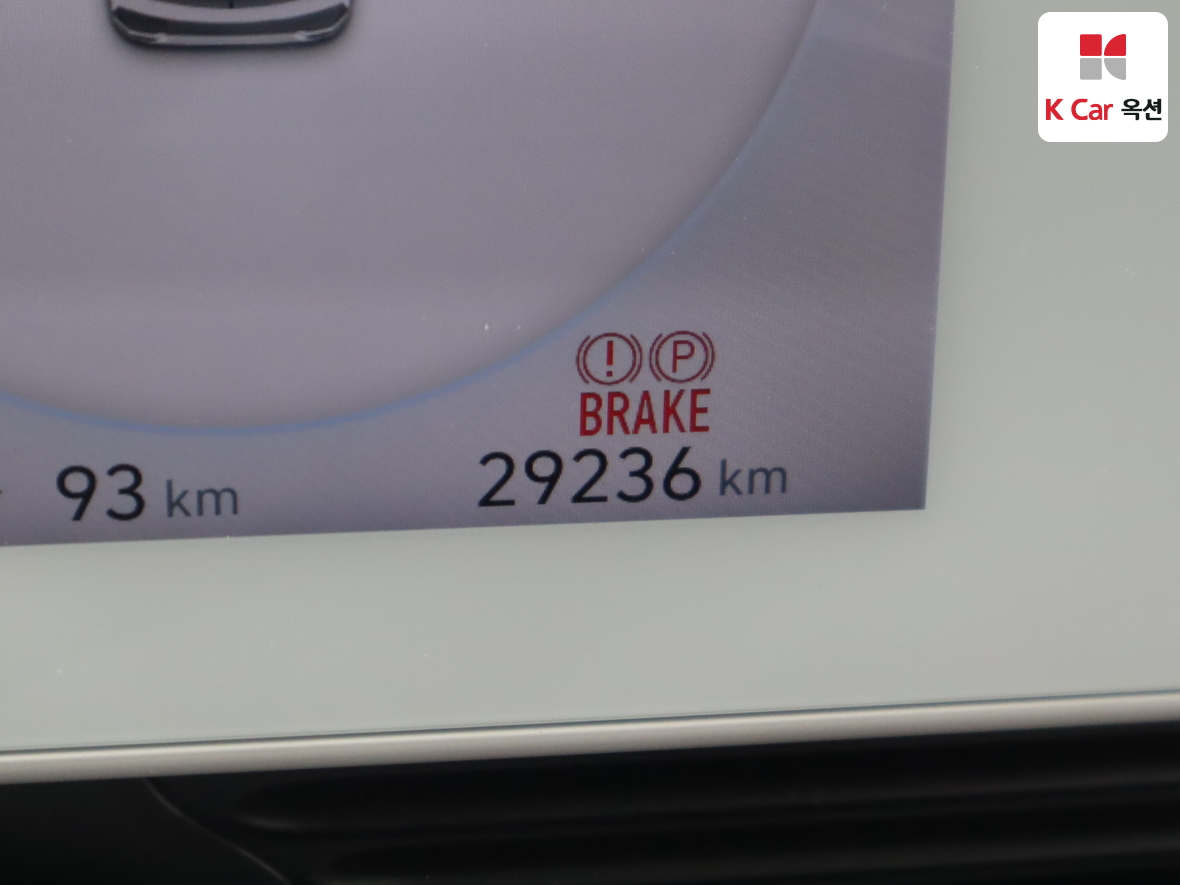 K Car 옥션
(!) (P)
BRAKE
93 km
29236 km